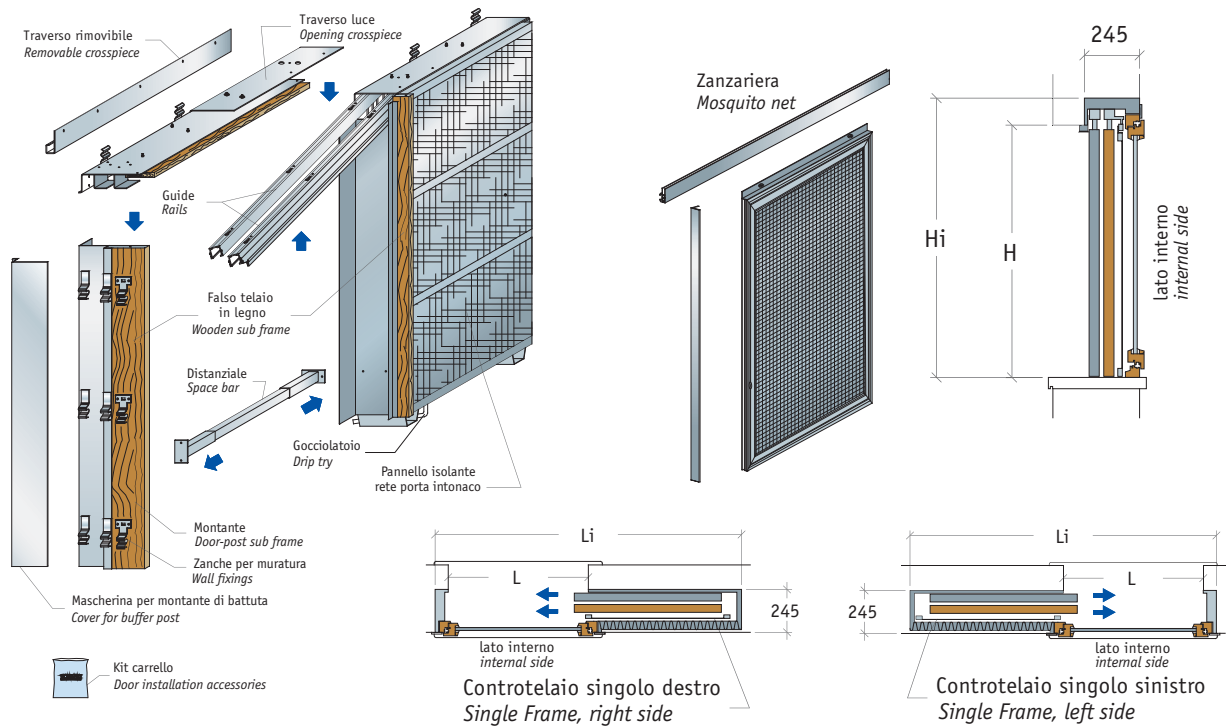 Traverso rimovibile
Removable crosspiece
Traverso luce
Opening crosspiece
Guide
Rails
Falso telaio
in legno
Wooden sub frame
Distanziale
Space bar
Gocciolatoio
Drip try
Pannello isolante
rete porta intonaco
Montante
Door-post sub frame
Zanche per muratura
Wall fixings
Mascherina per montante di battuta
Cover for buffer post
Kit carrello
Door installation accessories
Zanzariera
Mosquito net
245
Hi
H
lato interno
internal side
Li
L
245
lato interno
internal side
Controtelaio singolo destro
Single Frame, right side
Li
L
245
lato interno
internal side
Controtelaio singolo sinistro
Single Frame, left side